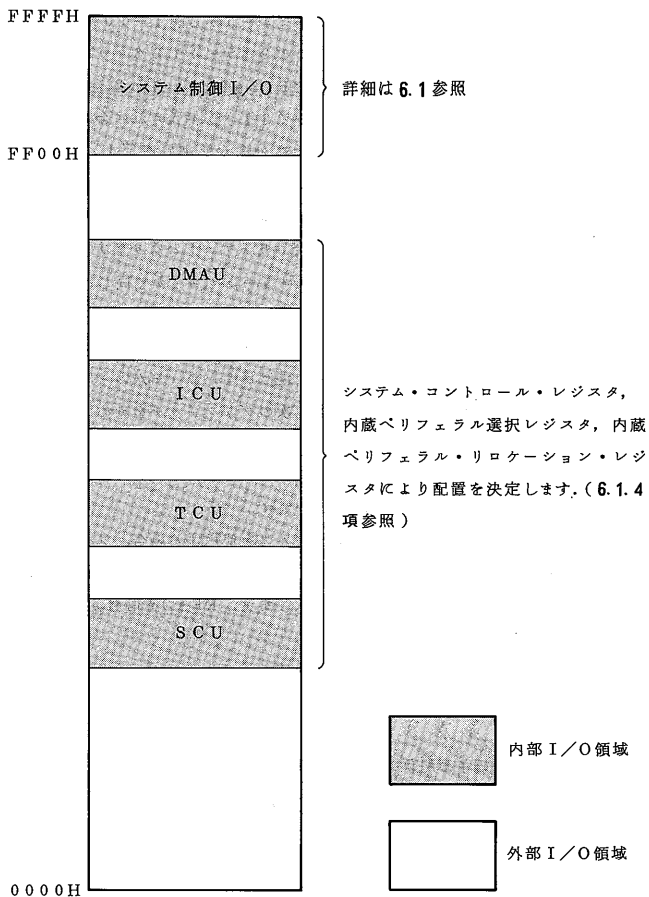 FFFFH
システム制御I/O
詳細は6.1参照
FF00H
DMAU
ICU
システム・コントロール・レジスタ,
内蔵ペリフェラル選択レジスタ, 内蔵
ペリフェラル・リロケーション・レジ
スタにより配置を決定します.(6.1.4
項参照)
TCU
SCU
内部I/O領域
外部I/O領域
0000H